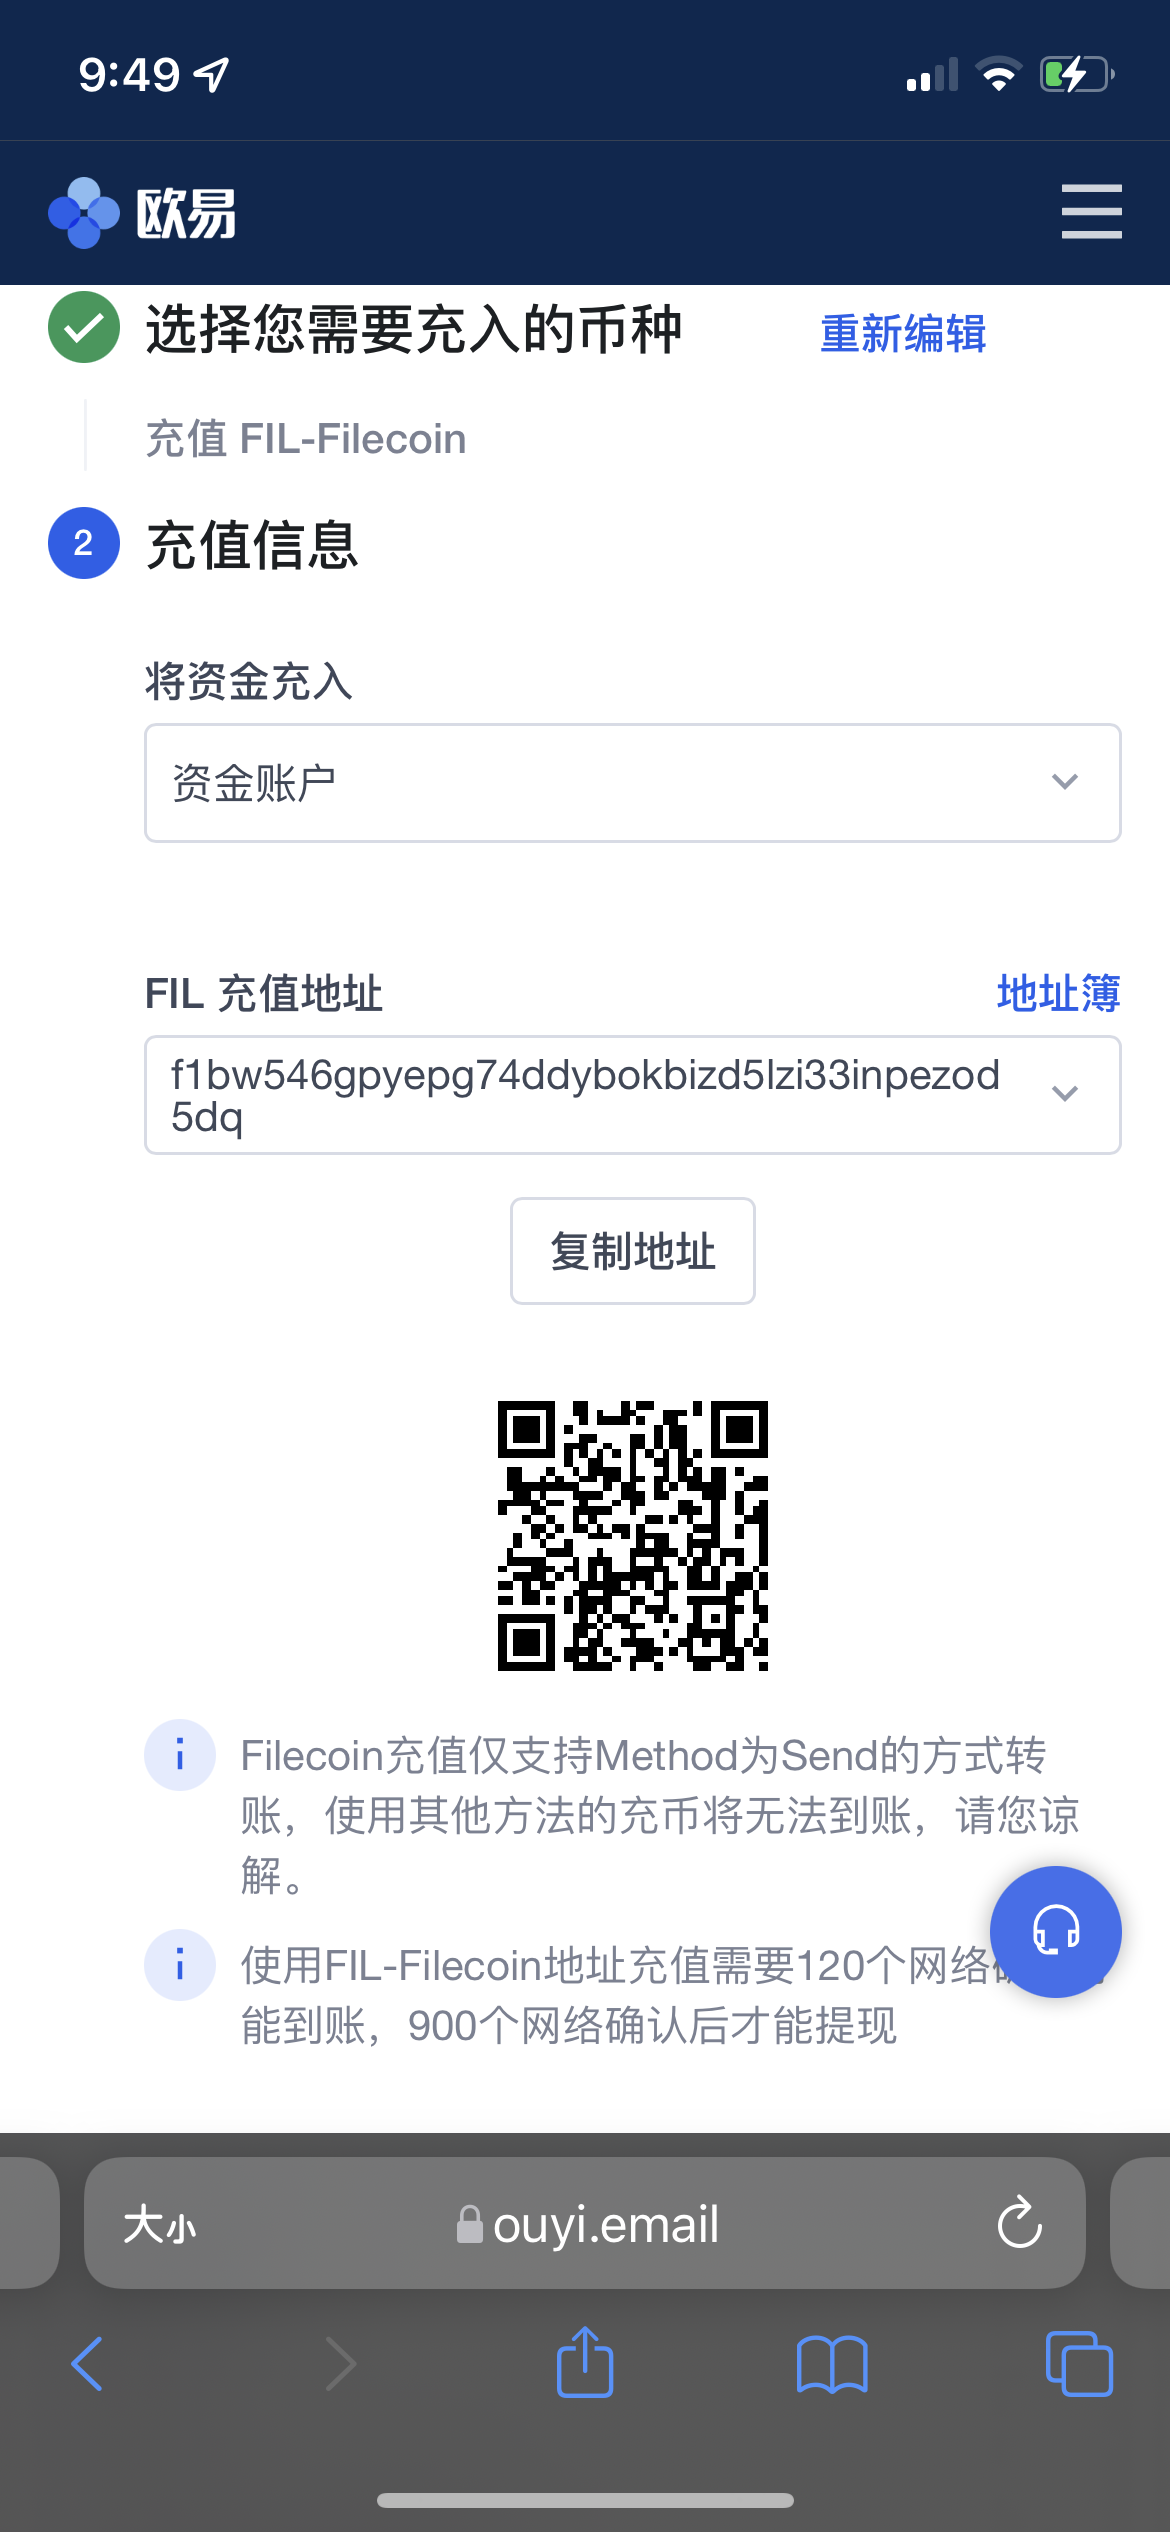 9:49
欧易
选择您需要充入的币种 重新编辑
充值 FIL-Filecoin
2 充值信息
将资金充入
资金账户
FIL 充值地址 地址簿
f1bw546gpyepg74ddybokbizd5lzi33inpezod
5dq
复制地址
Filecoin充值仅支持Method为Send的方式转
账，使用其他方法的充币将无法到账，请您谅
解。
使用FIL-Filecoin地址充值需要120个网络
能到账，900个网络确认后才能提现
大小 ouyi.email